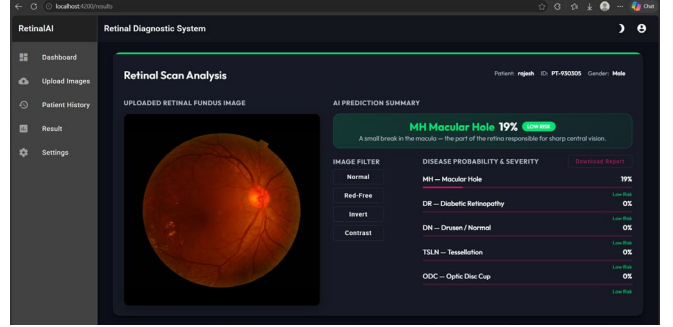 localhost:4200/results
Chat
RetinalAI
Retinal Diagnostic System
Dashboard
Upload Images
Patient History
Result
Settings
Retinal Scan Analysis
Patient: rajesh ID: PT-930305 Gender: Male
UPLOADED RETINAL FUNDUS IMAGE
AI PREDICTION SUMMARY
MH Macular Hole 19% LOW RISK
A small break in the macula — the part of the retina responsible for sharp central vision.
IMAGE FILTER
Normal
Red-Free
Invert
Contrast
DISEASE PROBABILITY & SEVERITY
Download Report
MH — Macular Hole 19%
Low Risk
DR — Diabetic Retinopathy 0%
Low Risk
DN — Drusen / Normal 0%
Low Risk
TSLN — Tessellation 0%
Low Risk
ODC — Optic Disc Cup 0%
Low Risk